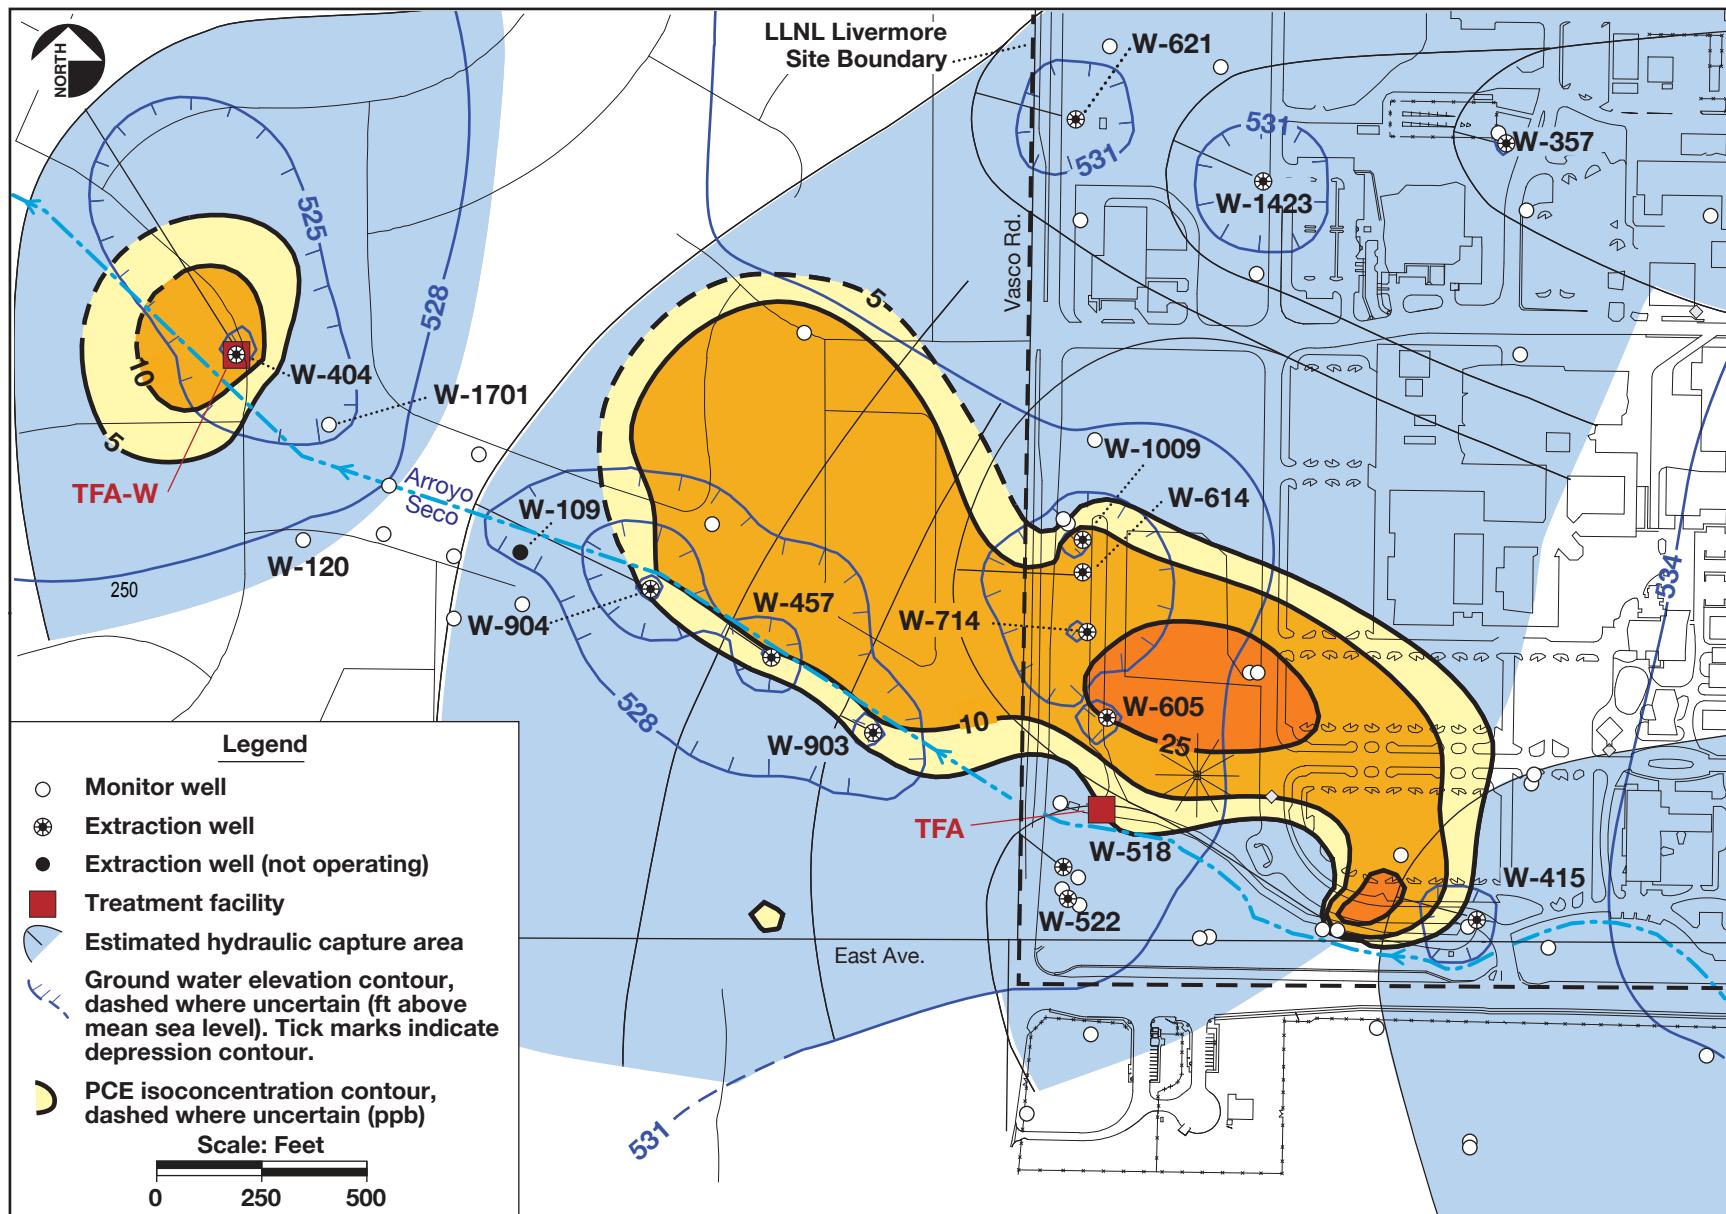 NORTH
LLNL Livermore
Site Boundary
W-621
531
531
W-357
W-1423
525
528
Vasco Rd.
5
W-404
10
W-1701
5
TFA-W
Arroyo
Seco
W-109
W-1009
W-614
W-120
250
W-904
W-457
W-714
534
528
W-605
10
25
W-903
TFA
W-518
W-415
W-522
East Ave.
531
Legend
Monitor well
Extraction well
Extraction well (not operating)
Treatment facility
Estimated hydraulic capture area
Ground water elevation contour,
dashed where uncertain (ft above
mean sea level). Tick marks indicate
depression contour.
PCE isoconcentration contour,
dashed where uncertain (ppb)
Scale: Feet
0 250 500